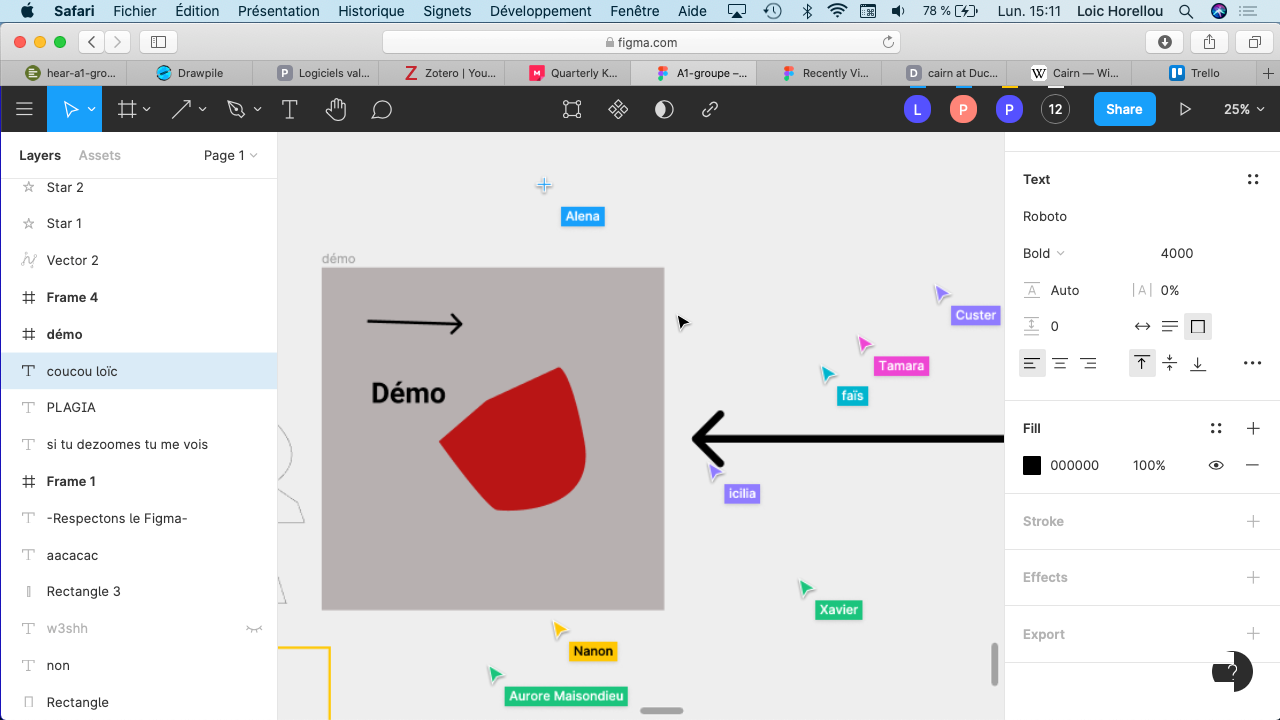 Safari Fichier Édition Présentation Historique Signets Développement Fenêtre Aide 78 % Lun. 15:11 Loic Horellou
figma.com
hear-a1-gro... Drawpile Logiciels val... Zotero | You... Quarterly K... A1-groupe –... Recently Vi... cairn at Duc... Cairn — W... Trello
L P P 12 Share 25%
Layers Assets Page 1
Star 2
Star 1
Vector 2
Frame 4
démo
coucou loïc
PLAGIA
si tu dezoomes tu me vois
Frame 1
-Respectons le Figma-
aacacac
Rectangle 3
w3shh
non
Rectangle
Alena
démo
Démo
Custer
Tamara
faïs
icilia
Xavier
Nanon
Aurore Maisondieu
Text
Roboto
Bold 4000
Auto 0%
0
Fill
000000 100%
Stroke
Effects
Export
?